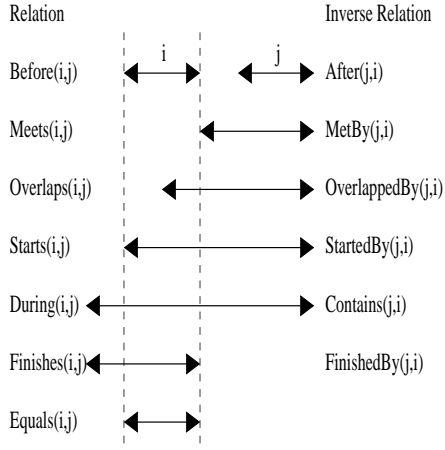 Relation Inverse Relation
i j
Before(i,j) After(j,i)
Meets(i,j) MetBy(j,i)
Overlaps(i,j) OverlappedBy(j,i)
Starts(i,j) StartedBy(j,i)
During(i,j) Contains(j,i)
Finishes(i,j) FinishedBy(j,i)
Equals(i,j)